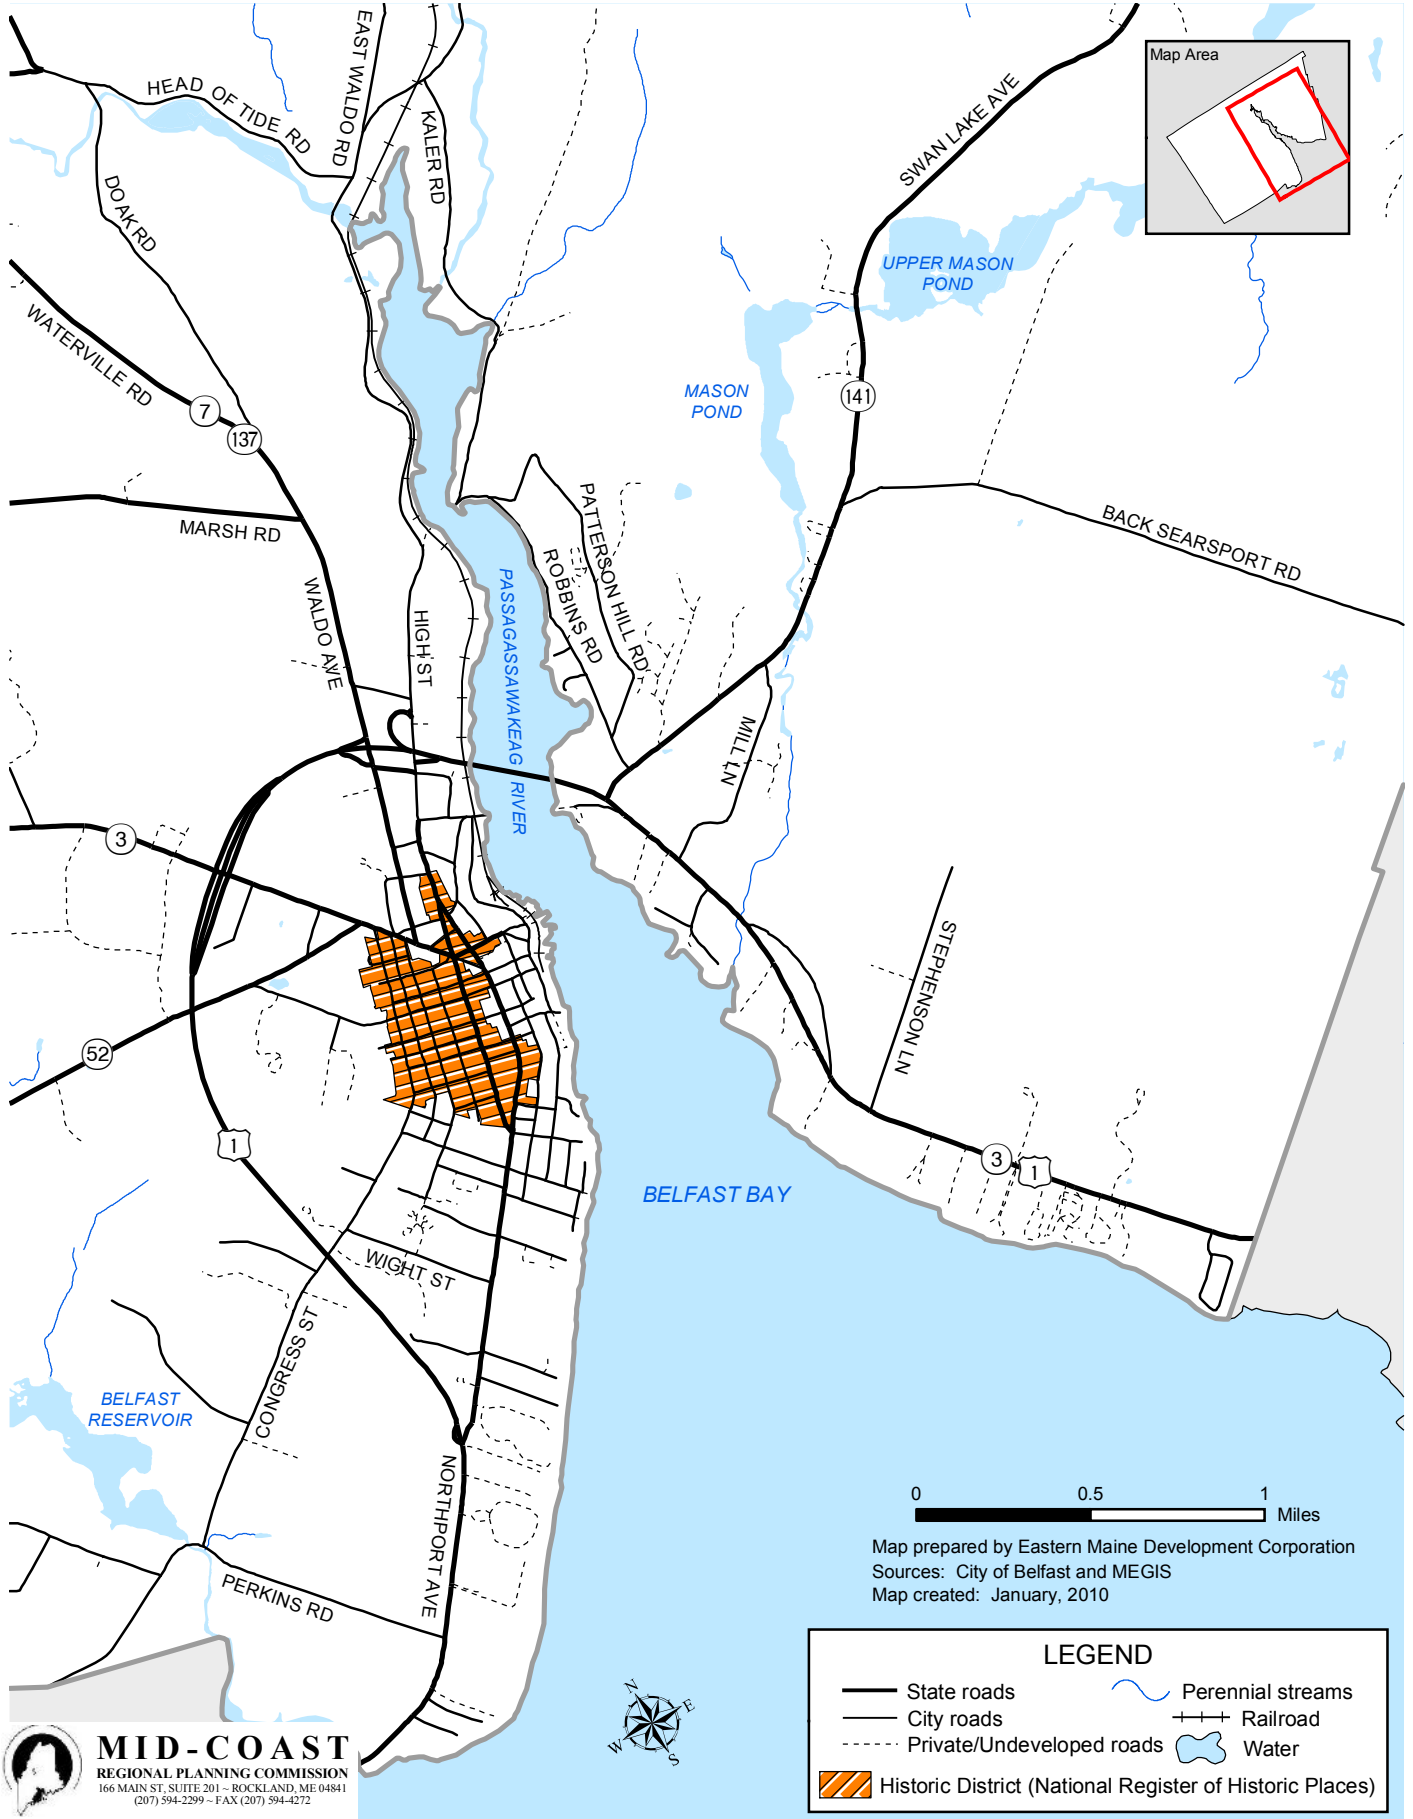 Map Area
EAST WALDO RD
HEAD OF TIDE RD
KALER RD
SWAN LAKE AVE
DOAK RD
UPPER MASON
POND
WATERVILLE RD
MASON
POND
7
141
137
MARSH RD
BACK SEARSPORT RD
PATTERSON HILL RD
ROBBINS RD
PASSAGASSAWAKEAG RIVER
WALDO AVE
HIGH ST
MILL LN
3
STEPHENSON LN
52
1
3
1
BELFAST BAY
WIGHT ST
CONGRESS ST
BELFAST
RESERVOIR
NORTHPORT AVE
PERKINS RD
0 0.5 1
Miles
Map prepared by Eastern Maine Development Corporation
Sources: City of Belfast and MEGIS
Map created: January, 2010
LEGEND
State roads
City roads
Private/Undeveloped roads
Perennial streams
Railroad
Water
Historic District (National Register of Historic Places)
N
E
W
S
MID-COAST
REGIONAL PLANNING COMMISSION
166 MAIN ST, SUITE 201 ~ ROCKLAND, ME 04841
(207) 594-2299 ~ FAX (207) 594-4272